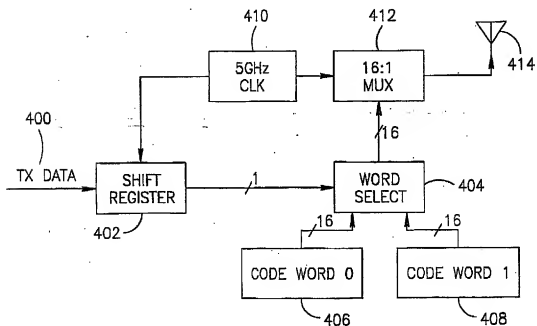 410
412
5GHz
CLK
16:1
MUX
414
400
16
TX DATA
SHIFT
REGISTER
1
WORD
SELECT
404
402
16
16
CODE WORD 0
CODE WORD 1
406
408